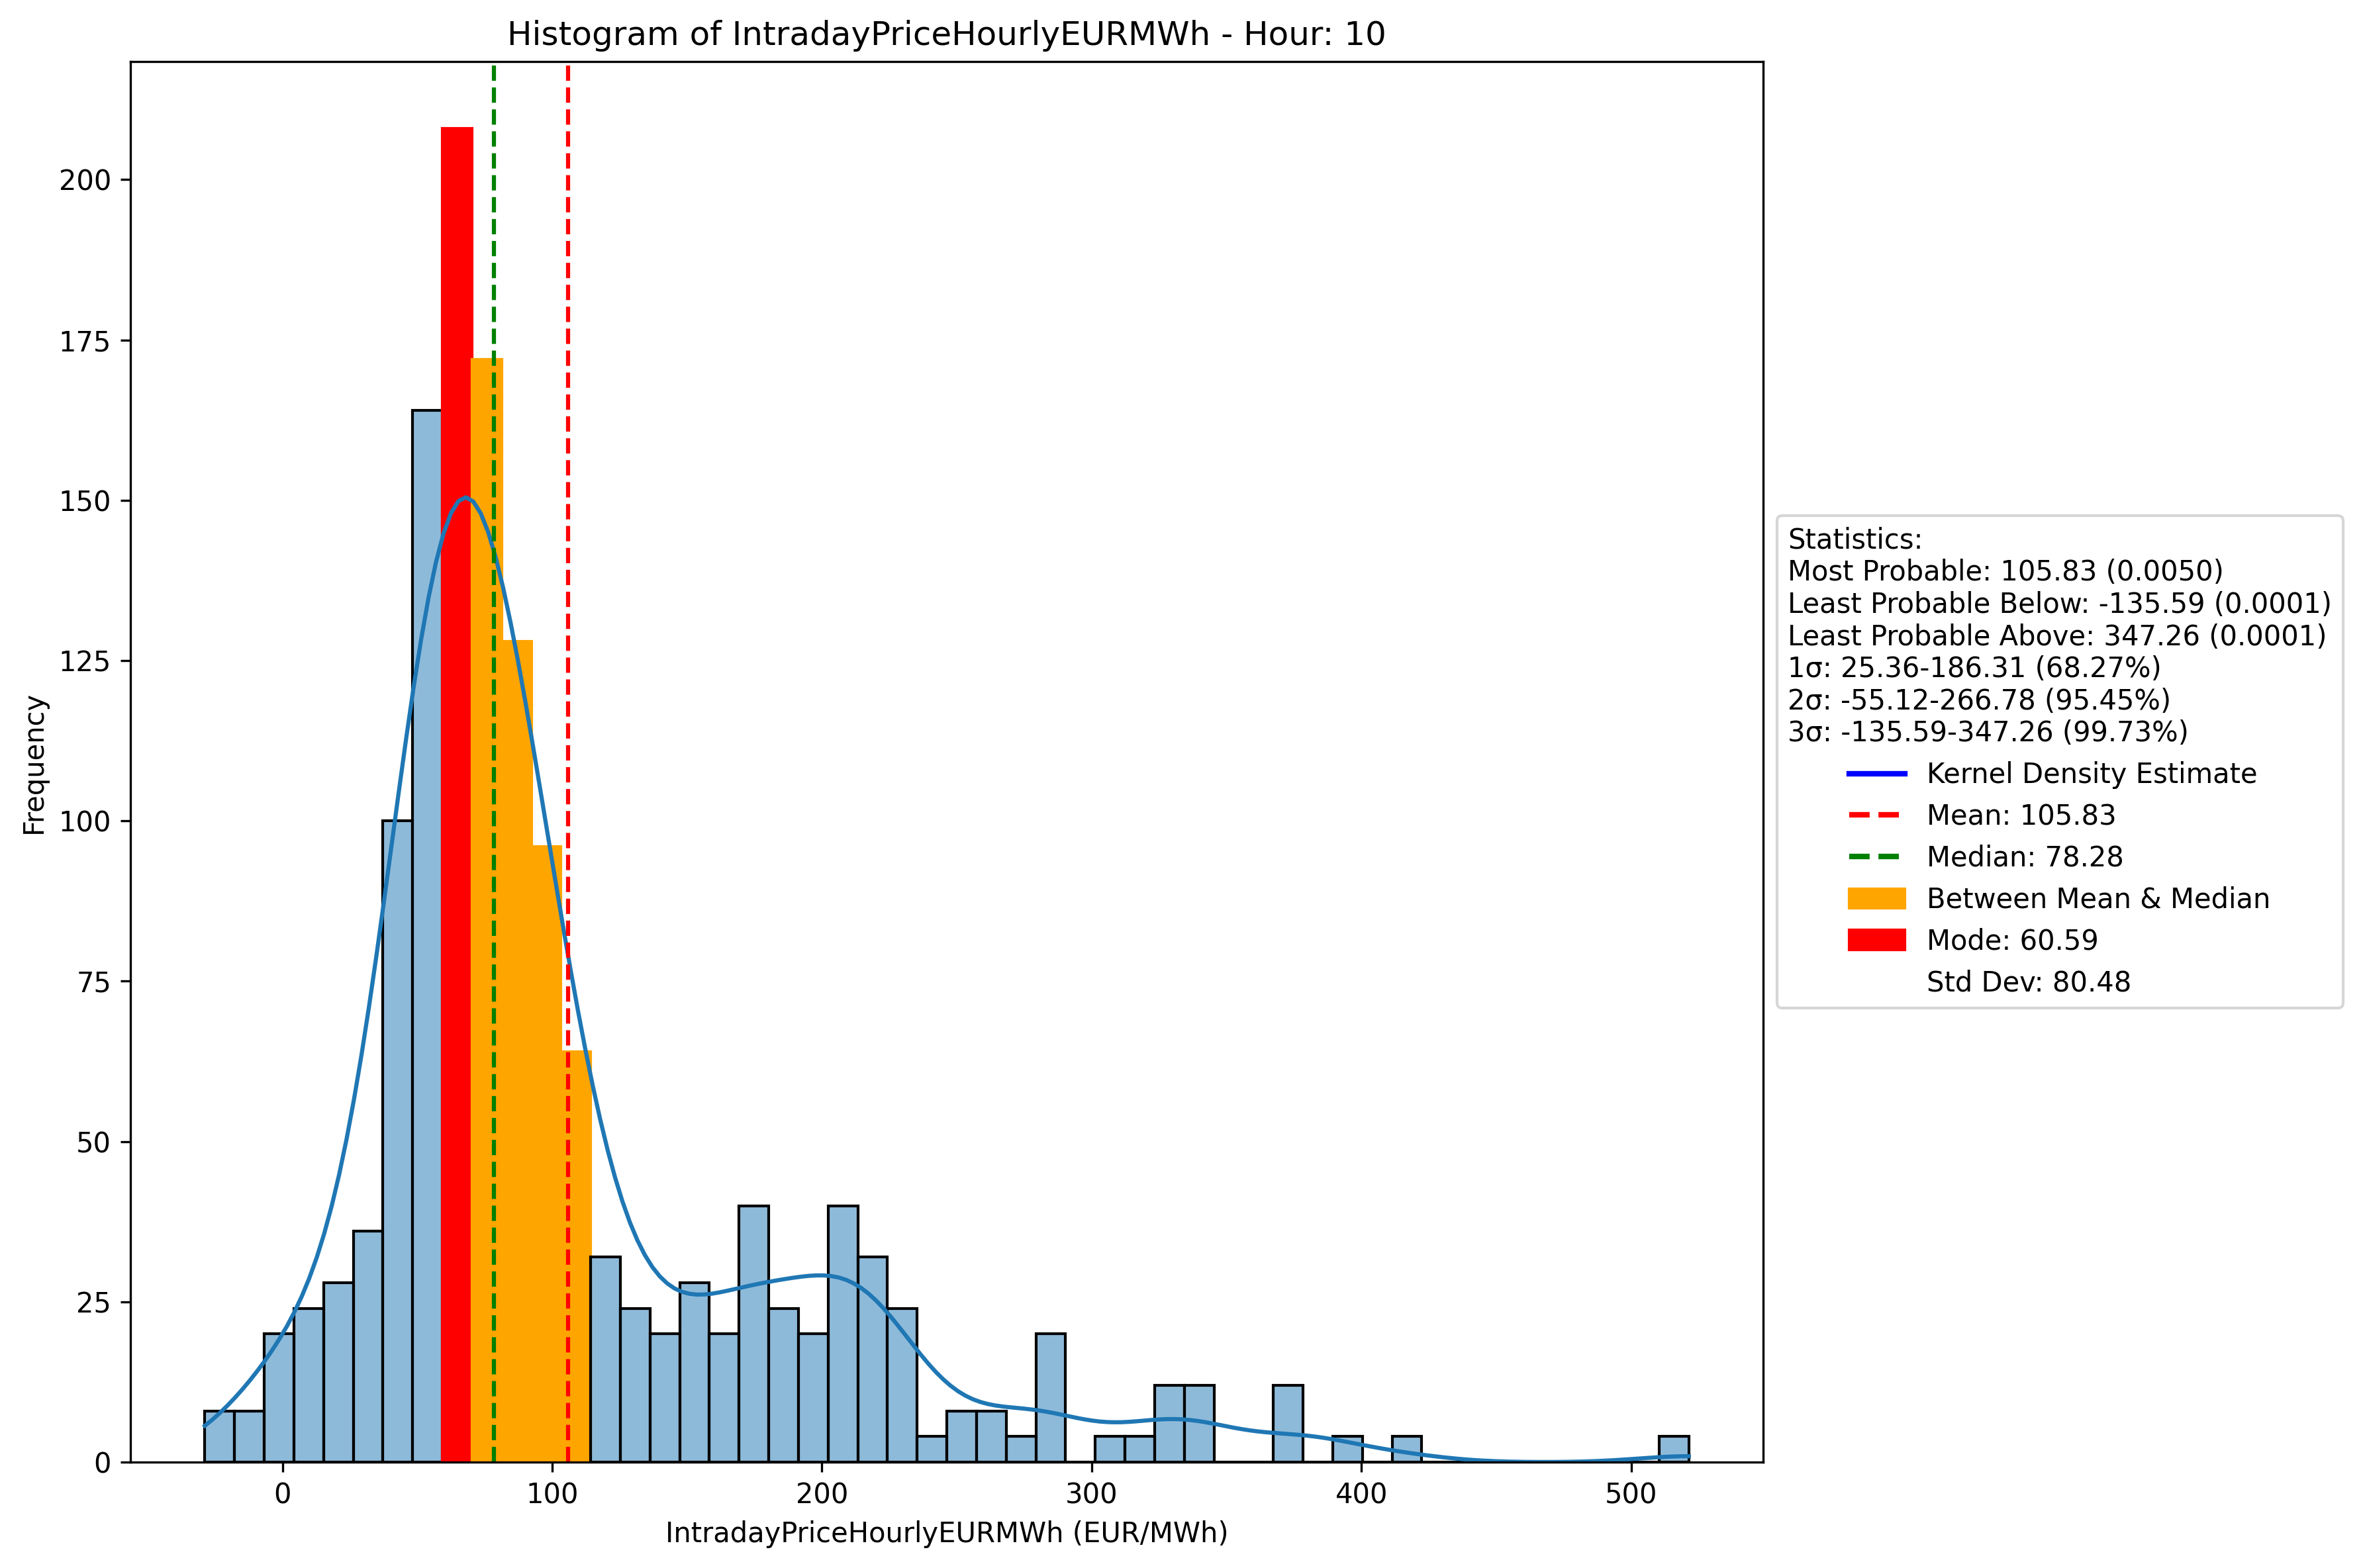 Histogram of IntradayPriceHourlyEURMWh - Hour: 10
200
175
150
125
100
75
50
25
0
Frequency
0 100 200 300 400 500
IntradayPriceHourlyEURMWh (EUR/MWh)
Statistics:
Most Probable: 105.83 (0.0050)
Least Probable Below: -135.59 (0.0001)
Least Probable Above: 347.26 (0.0001)
1σ: 25.36-186.31 (68.27%)
2σ: -55.12-266.78 (95.45%)
3σ: -135.59-347.26 (99.73%)
Kernel Density Estimate
Mean: 105.83
Median: 78.28
Between Mean & Median
Mode: 60.59
Std Dev: 80.48